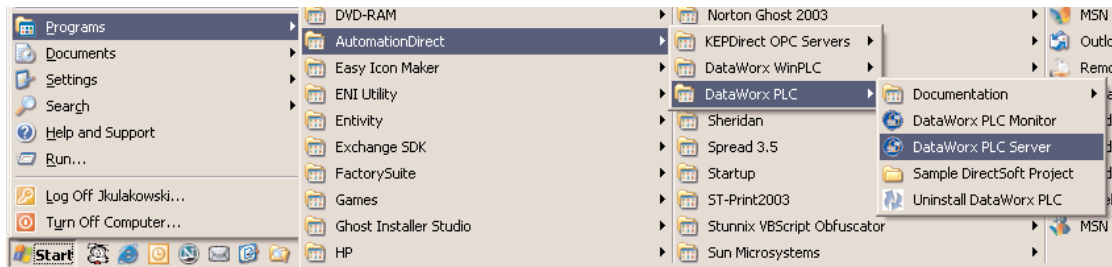 Programs
Documents
Settings
Search
Help and Support
Run...
Log Off Jkulakowski...
Turn Off Computer...
Start
DVD-RAM
AutomationDirect
Easy Icon Maker
ENI Utility
Entivity
Exchange SDK
FactorySuite
Games
Ghost Installer Studio
HP
Norton Ghost 2003
KEPDirect OPC Servers
DataWorx WinPLC
DataWorx PLC
Sheridan
Spread 3.5
Startup
ST-Print2003
Stunnix VBScript Obfuscator
Sun Microsystems
Documentation
DataWorx PLC Monitor
DataWorx PLC Server
Sample DirectSoft Project
Uninstall DataWorx PLC
MSN
Outlo
Remo
MSN